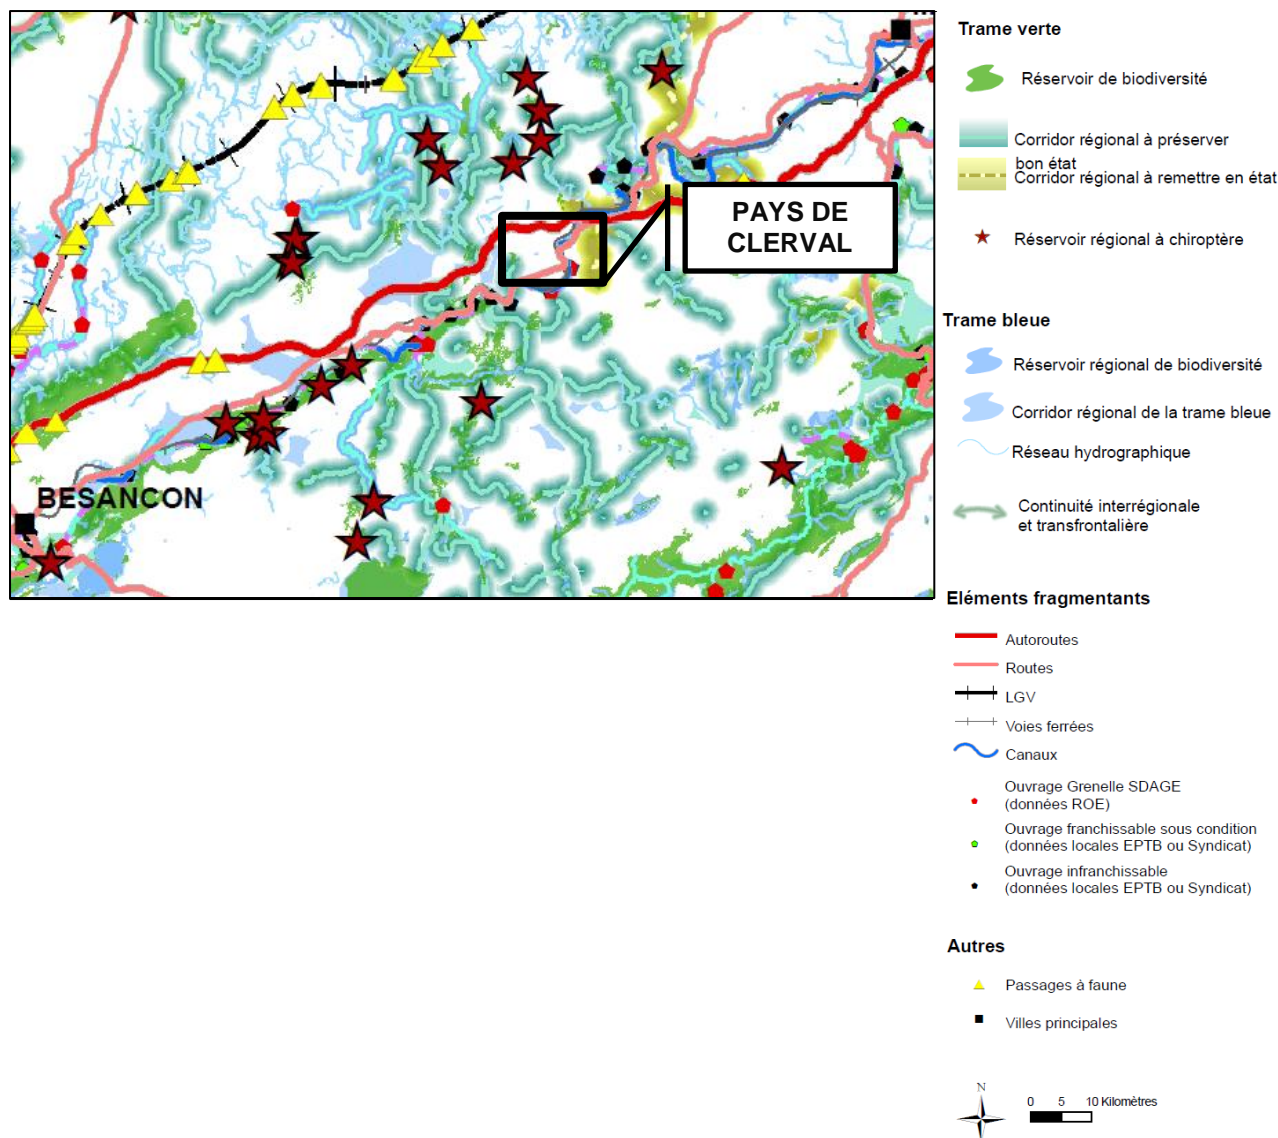 PAYS DE
CLERVAL
BESANCON
Trame verte
Réservoir de biodiversité
Corridor régional à préserver
bon état
Corridor régional à remettre en état
Réservoir régional à chiroptère
Trame bleue
Réservoir régional de biodiversité
Corridor régional de la trame bleue
Réseau hydrographique
Continuité interrégionale
et transfrontalière
Eléments fragmentants
Autoroutes
Routes
LGV
Voies ferrées
Canaux
Ouvrage Grenelle SDAGE
(données ROE)
Ouvrage franchissable sous condition
(données locales EPTB ou Syndicat)
Ouvrage infranchissable
(données locales EPTB ou Syndicat)
Autres
Passages à faune
Villes principales
N
0 5 10 Kilomètres